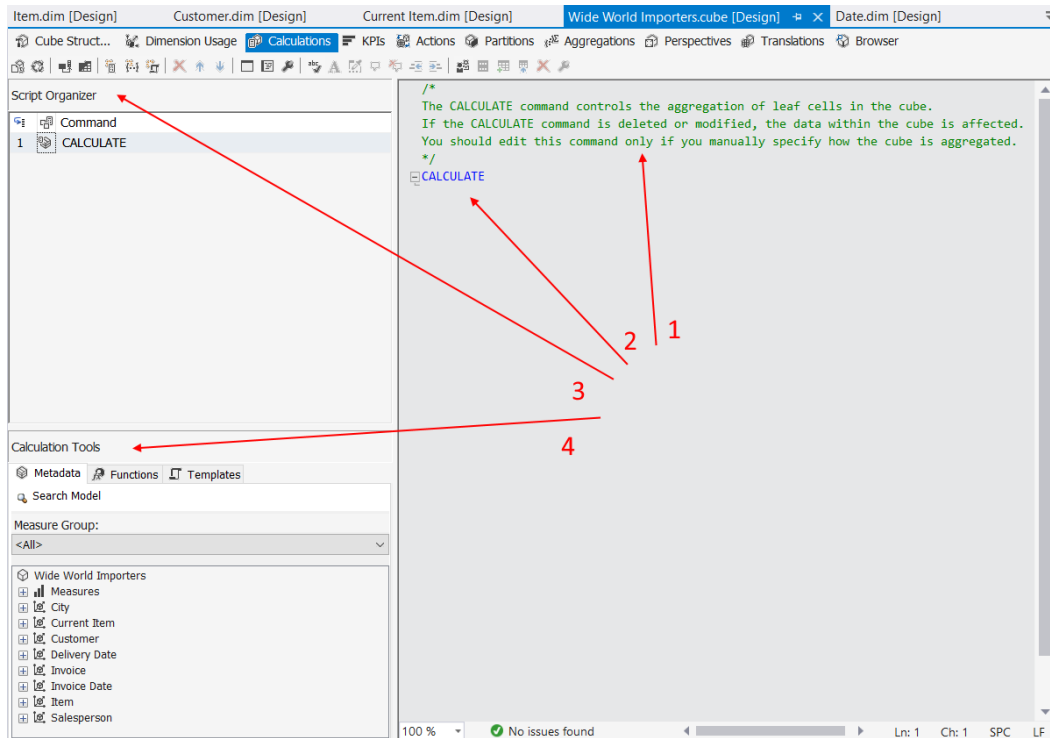 Item.dim [Design] Customer.dim [Design] Current Item.dim [Design] Wide World Importers.cube [Design] Date.dim [Design]
Cube Struct... Dimension Usage Calculations KPIs Actions Partitions Aggregations Perspectives Translations Browser
Script Organizer
Command
1 CALCULATE
/*
The CALCULATE command controls the aggregation of leaf cells in the cube.
If the CALCULATE command is deleted or modified, the data within the cube is affected.
You should edit this command only if you manually specify how the cube is aggregated.
*/
CALCULATE
1
2
3
4
Calculation Tools
Metadata Functions Templates
Search Model
Measure Group:
<All>
Wide World Importers
Measures
City
Current Item
Customer
Delivery Date
Invoice
Invoice Date
Item
Salesperson
100 % No issues found Ln: 1 Ch: 1 SPC LF